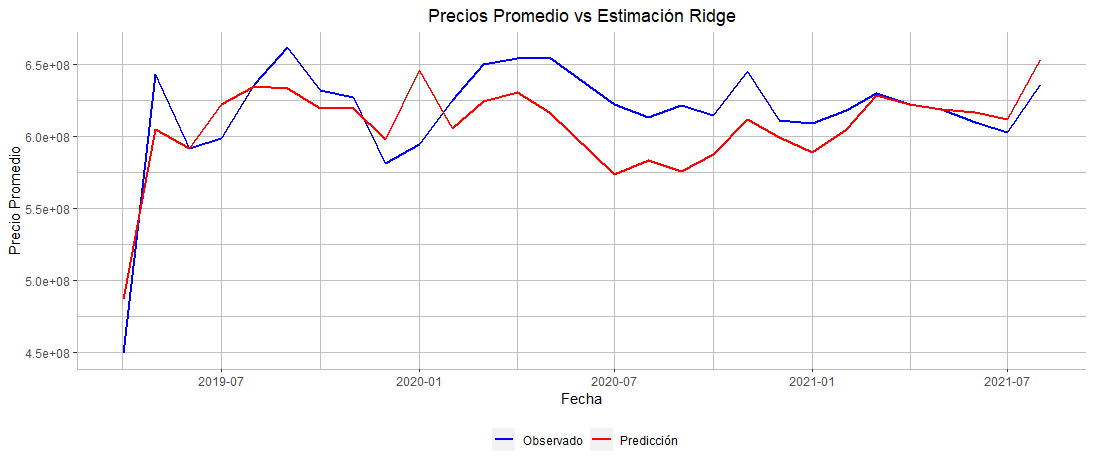 Precios Promedio vs Estimación Ridge
Precio Promedio
6.5e+08
6.0e+08
5.5e+08
5.0e+08
4.5e+08
2019-07 2020-01 2020-07 2021-01 2021-07
Fecha
Observado Predicción